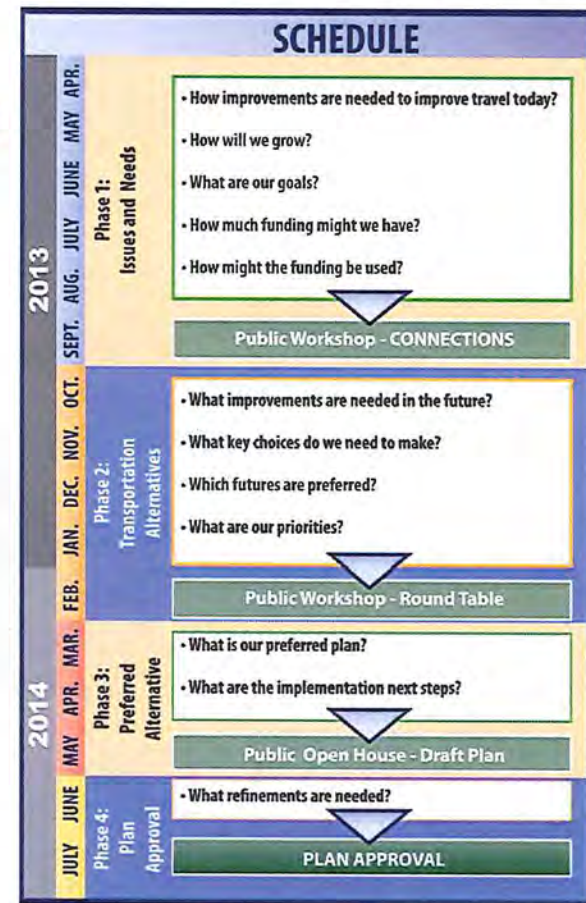 SCHEDULE
2013
APR.
MAY
JUNE
JULY
AUG.
SEPT.
Phase 1:
Issues and Needs
• How improvements are needed to improve travel today?
• How will we grow?
• What are our goals?
• How much funding might we have?
• How might the funding be used?
Public Workshop - CONNECTIONS
OCT.
NOV.
DEC.
JAN.
FEB.
Phase 2:
Transportation
Alternatives
• What improvements are needed in the future?
• What key choices do we need to make?
• Which futures are preferred?
• What are our priorities?
Public Workshop - Round Table
2014
MAR.
APR.
MAY
Phase 3:
Preferred
Alternative
• What is our preferred plan?
• What are the implementation next steps?
Public Open House - Draft Plan
JUNE
JULY
Phase 4:
Plan
Approval
• What refinements are needed?
PLAN APPROVAL